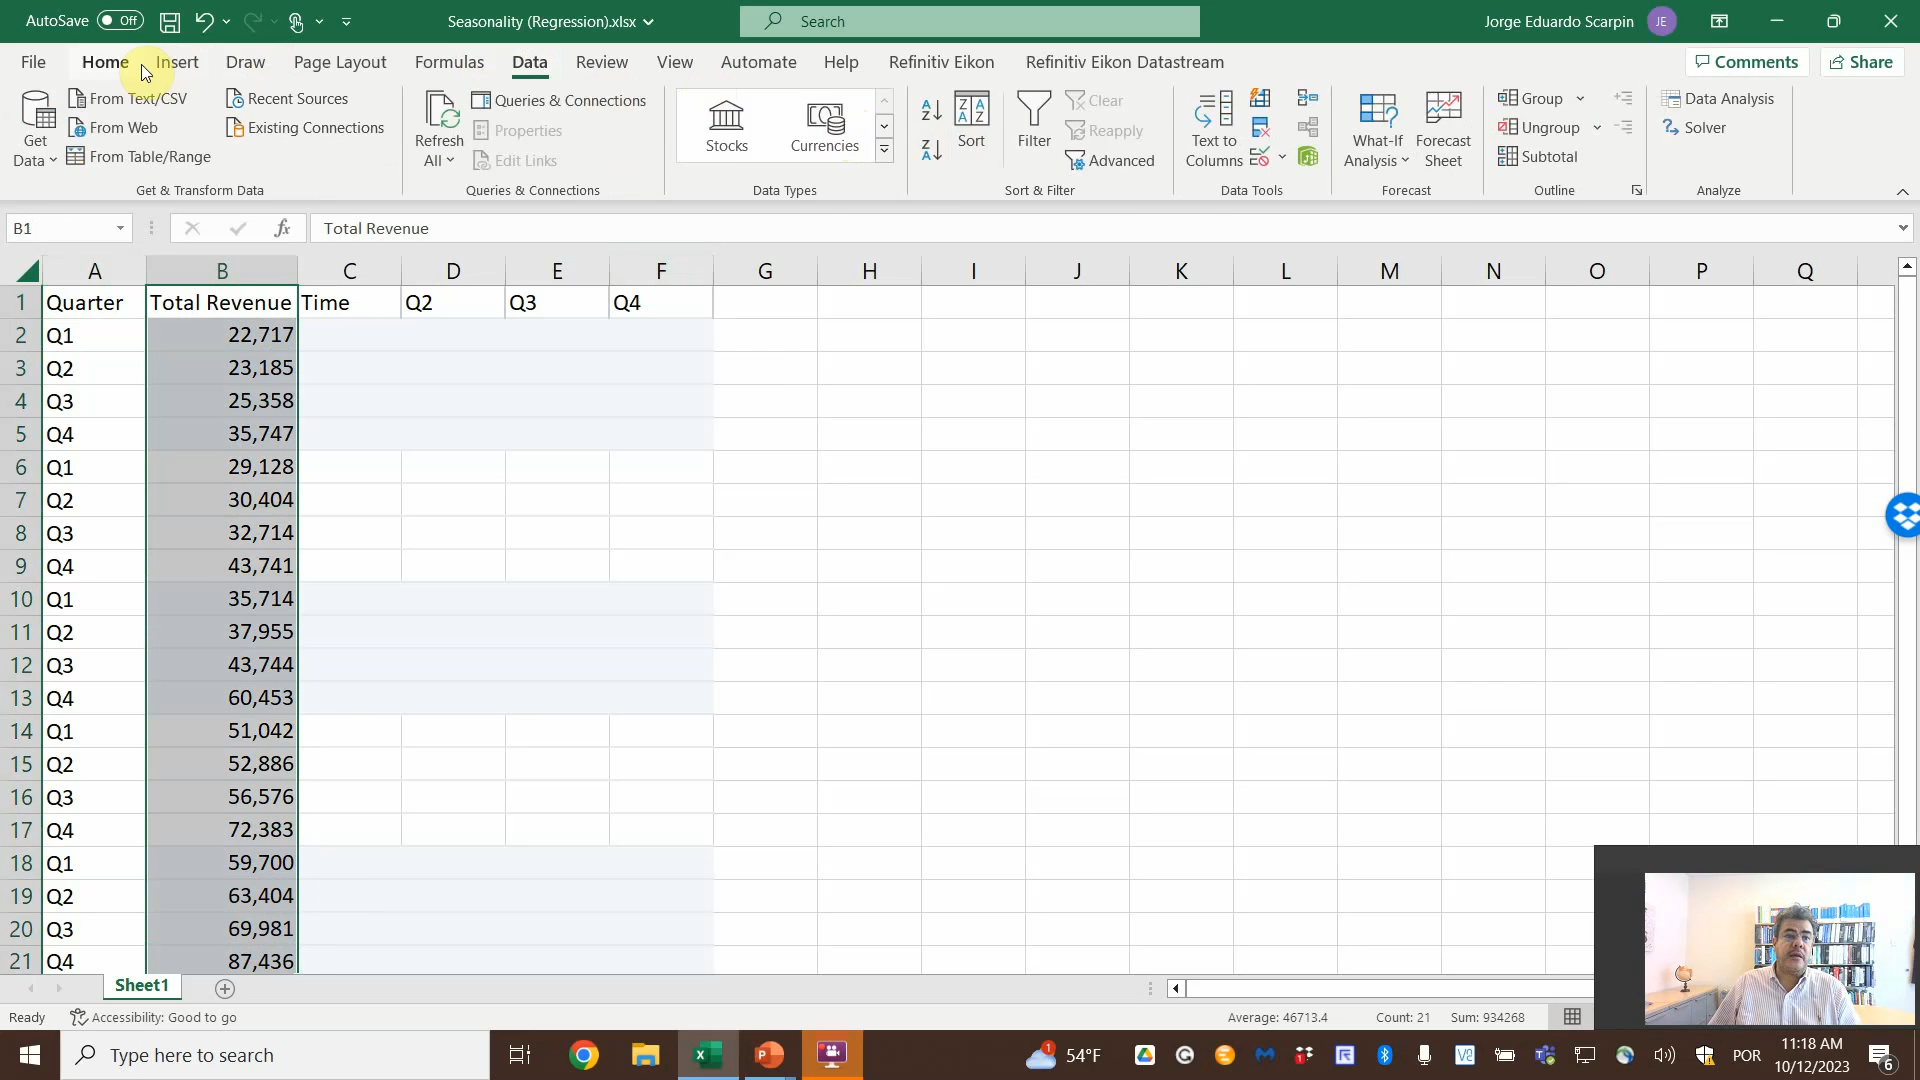 AutoSave Off Seasonality (Regression).xlsx Search Jorge Eduardo Scarpin JE
File Home Insert Draw Page Layout Formulas Data Review View Automate Help Refinitiv Eikon Refinitiv Eikon Datastream Comments Share
Get Data
From Text/CSV
From Web
From Table/Range
Recent Sources
Existing Connections
Get & Transform Data
Refresh All
Queries & Connections
Properties
Edit Links
Queries & Connections
Stocks
Currencies
Data Types
Sort
Filter
Clear
Reapply
Advanced
Sort & Filter
Text to Columns
Data Tools
What-If Analysis
Forecast Sheet
Forecast
Group
Ungroup
Subtotal
Outline
Data Analysis
Solver
Analyze
B1 fx Total Revenue
A B C D E F G H I J K L M N O P Q
1 Quarter Total Revenue Time Q2 Q3 Q4
2 Q1 22,717
3 Q2 23,185
4 Q3 25,358
5 Q4 35,747
6 Q1 29,128
7 Q2 30,404
8 Q3 32,714
9 Q4 43,741
10 Q1 35,714
11 Q2 37,955
12 Q3 43,744
13 Q4 60,453
14 Q1 51,042
15 Q2 52,886
16 Q3 56,576
17 Q4 72,383
18 Q1 59,700
19 Q2 63,404
20 Q3 69,981
21 Q4 87,436
Sheet1
Ready Accessibility: Good to go Average: 46713.4 Count: 21 Sum: 934268
Type here to search 54°F POR 11:18 AM
10/12/2023